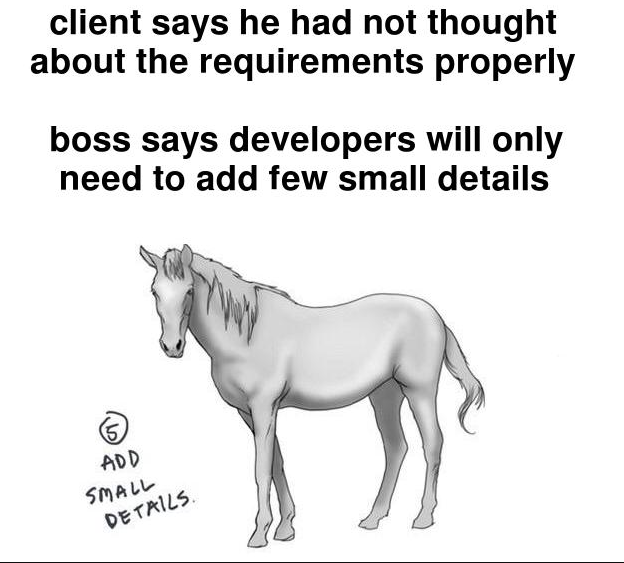 client says he had not thought
about the requirements properly
boss says developers will only
need to add few small details
5
ADD
SMALL
DETAILS.